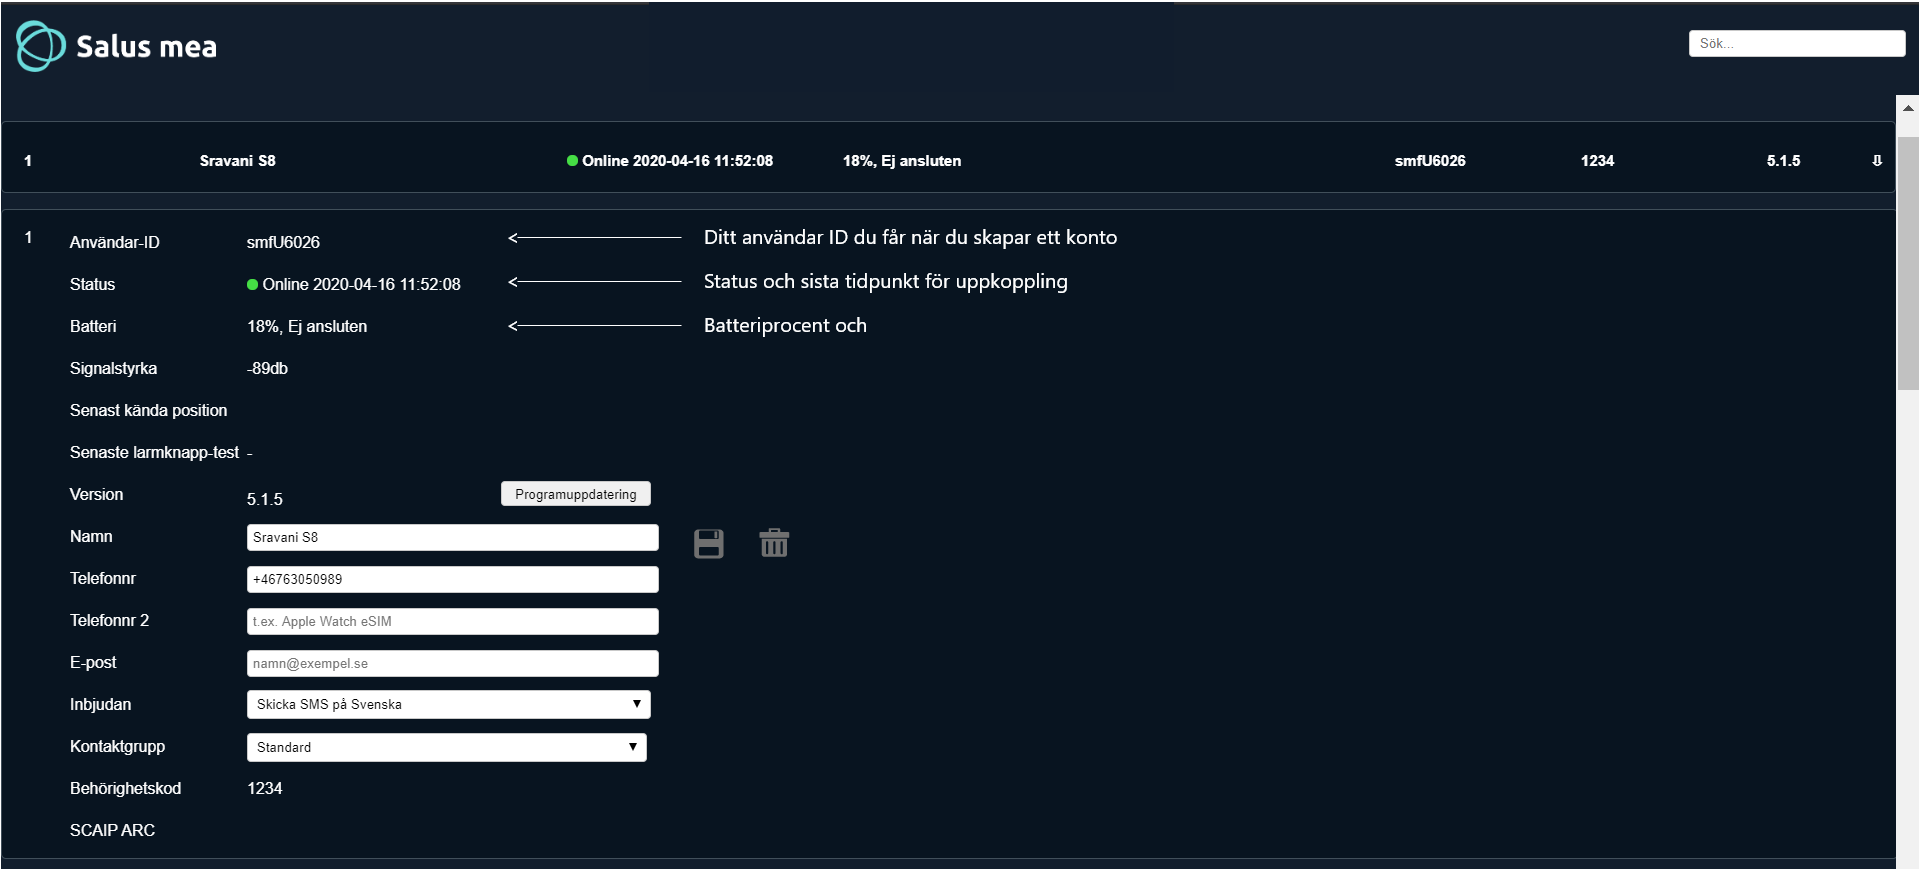 Salus mea
Sök...
1 Sravani S8 Online 2020-04-16 11:52:08 18%, Ej ansluten smfU6026 1234 5.1.5
1
Användar-ID smfU6026 Ditt användar ID du får när du skapar ett konto
Status Online 2020-04-16 11:52:08 Status och sista tidpunkt för uppkoppling
Batteri 18%, Ej ansluten Batteriprocent och
Signalstyrka -89db
Senast kända position
Senaste larmknapp-test -
Version 5.1.5 Programuppdatering
Namn Sravani S8
Telefonnr +46763050989
Telefonnr 2 t.ex. Apple Watch eSIM
E-post namn@exempel.se
Inbjudan Skicka SMS på Svenska
Kontaktgrupp Standard
Behörighetskod 1234
SCAIP ARC